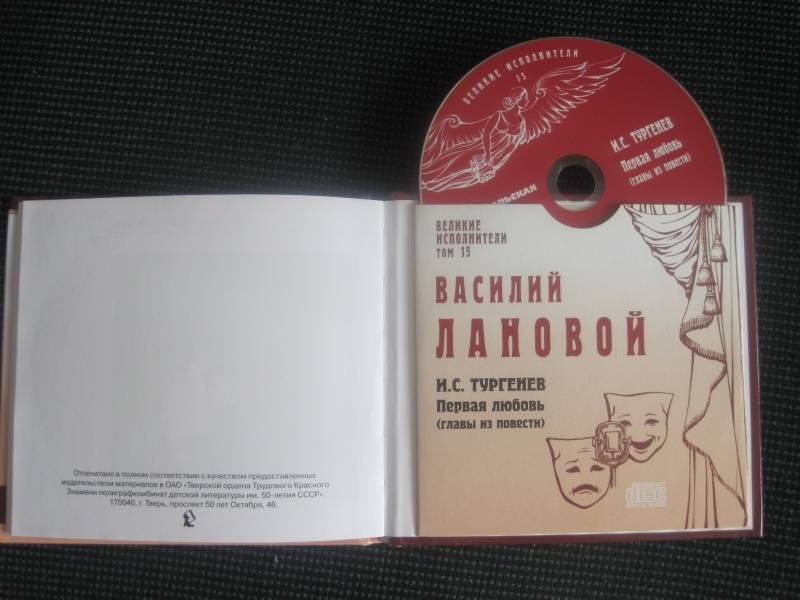 ВЕЛИКИЕ ИСПОЛНИТЕЛИ
15
И.С. ТУРГЕНЕВ
Первая любовь
(главы из повести)
ВЕЛИКИЕ
ИСПОЛНИТЕЛИ
ТОМ 15
ВАСИЛИЙ
ЛАНОВОЙ
И.С. ТУРГЕНЕВ
Первая любовь
(главы из повести)
disc
Отпечатано в полном соответствии с качеством предоставленных
издательством материалов в ОАО «Тверской ордена Трудового Красного
Знамени полиграфкомбинат детской литературы им. 50-летия СССР».
170040, г. Тверь, проспект 50 лет Октября, 46.